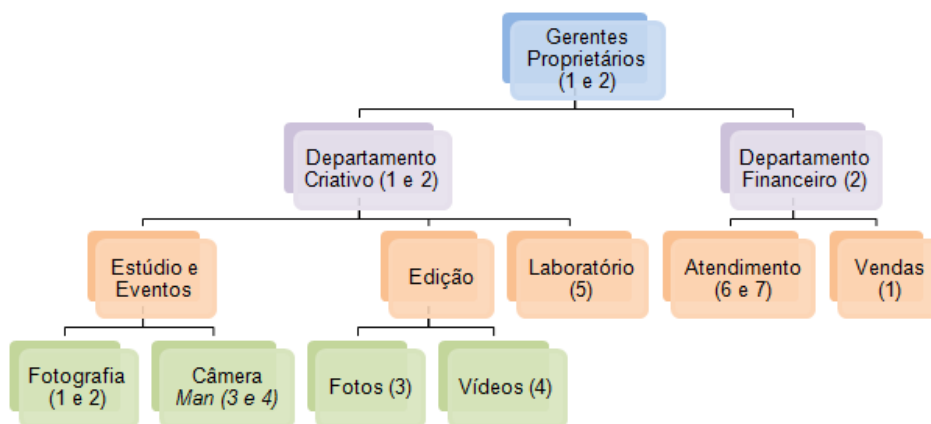 Gerentes
Proprietários
(1 e 2)
Departamento
Criativo (1 e 2)
Departamento
Financeiro (2)
Estúdio e
Eventos
Edição
Laboratório
(5)
Atendimento
(6 e 7)
Vendas
(1)
Fotografia
(1 e 2)
Câmera
Man (3 e 4)
Fotos (3)
Vídeos (4)